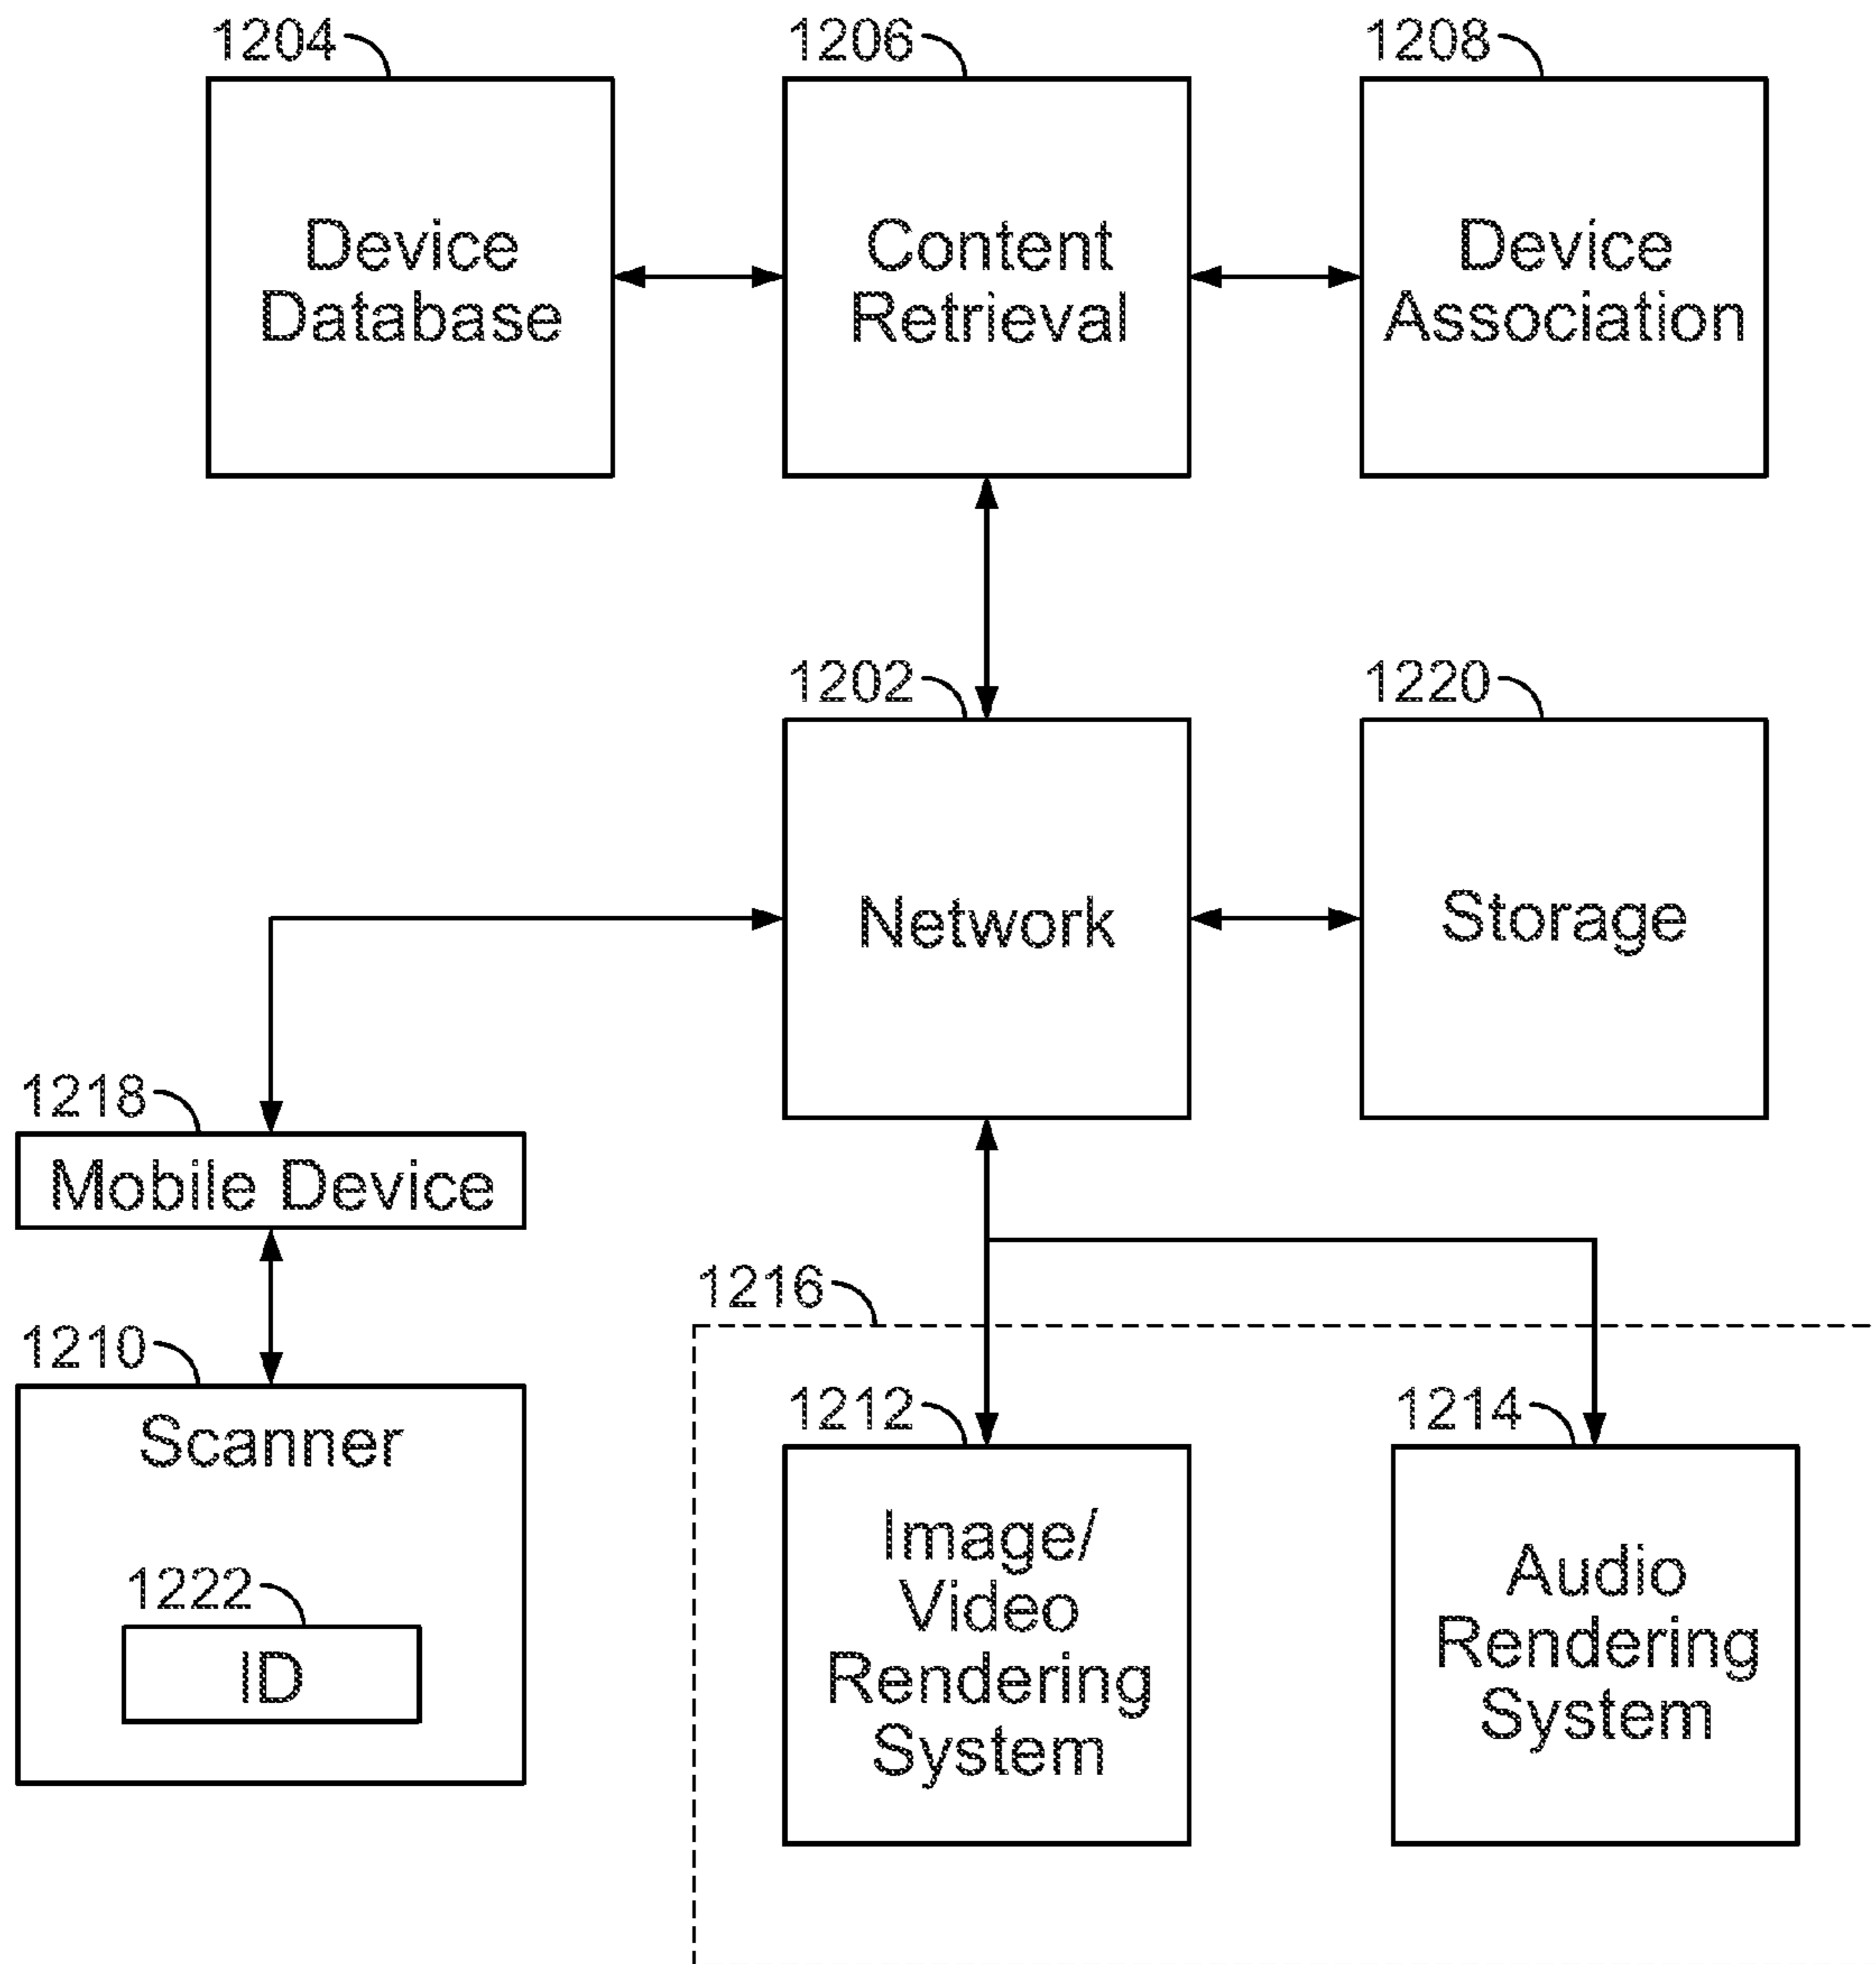 1204
1206
1208
Device
Database
Content
Retrieval
Device
Association
1202
1220
Network
Storage
1218
Mobile Device
1216
1210
Scanner
1222
ID
1212
1214
Image/
Video
Rendering
System
Audio
Rendering
System